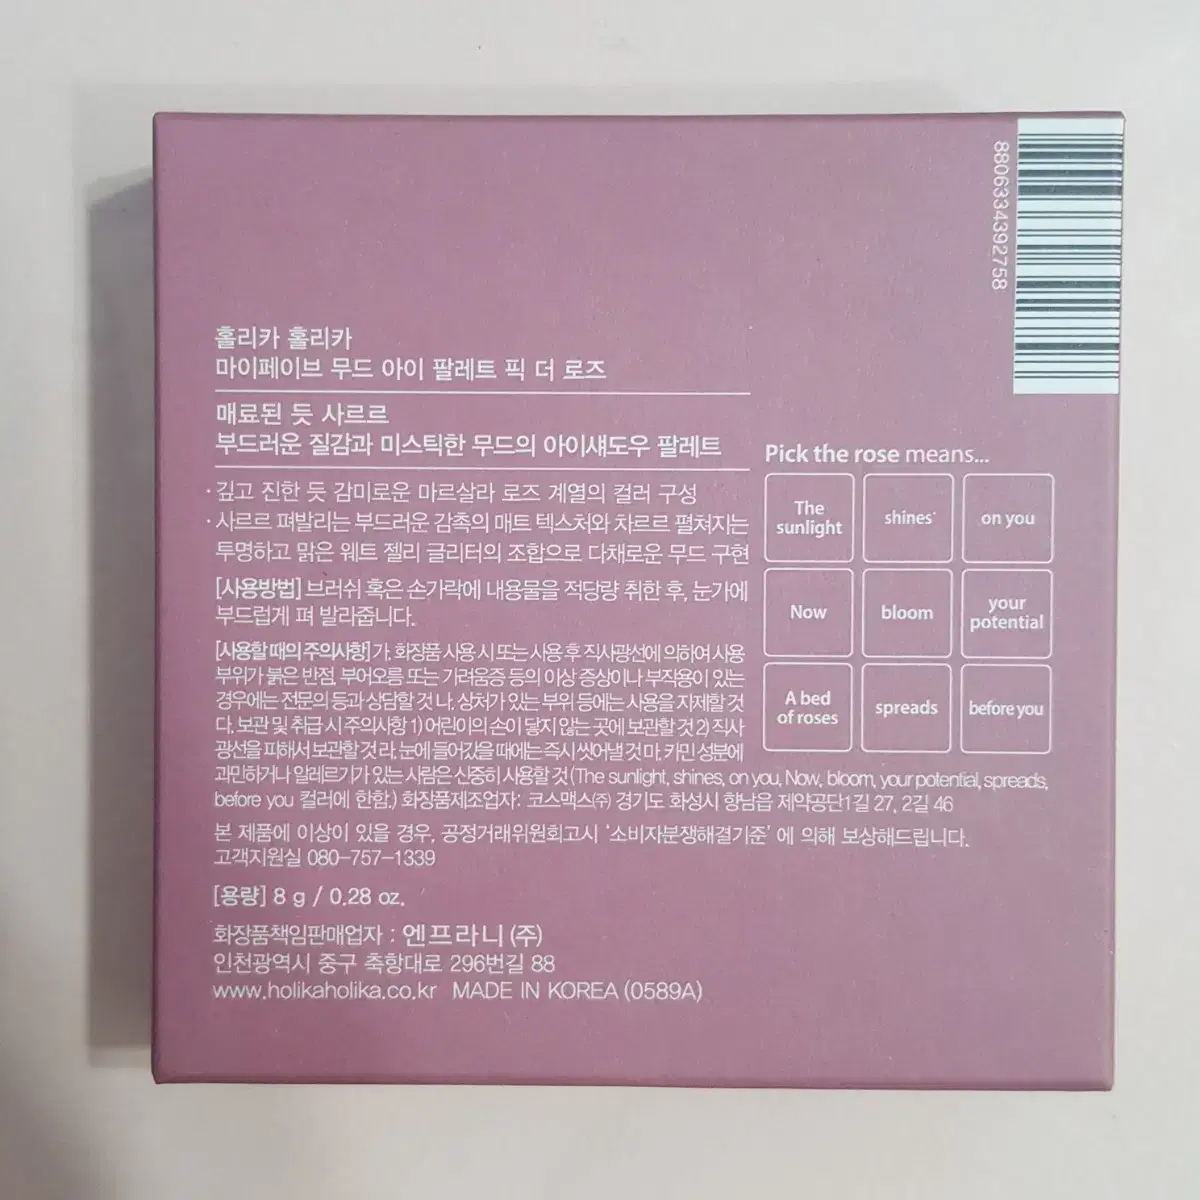 8806334392758
홀리카 홀리카
마이페이브 무드 아이 팔레트 픽 더 로즈
매료된 듯 사르르
부드러운 질감과 미스틱한 무드의 아이섀도우 팔레트
· 깊고 진한 듯 감미로운 마르살라 로즈 계열의 컬러 구성
· 사르르 펴발리는 부드러운 감촉의 매트 텍스처와 차르르 펼쳐지는
투명하고 맑은 웨트 젤리 글리터의 조합으로 다채로운 무드 구현
[사용방법] 브러쉬 혹은 손가락에 내용물을 적당량 취한 후, 눈가에
부드럽게 펴 발라줍니다.
[사용할 때의 주의사항] 가. 화장품 사용 시 또는 사용 후 직사광선에 의하여 사용
부위가 붉은 반점, 부어오름 또는 가려움증 등의 이상 증상이나 부작용이 있는
경우에는 전문의 등과 상담할 것 나. 상처가 있는 부위 등에는 사용을 자제할 것
다. 보관 및 취급 시 주의사항 1) 어린이의 손이 닿지 않는 곳에 보관할 것 2) 직사
광선을 피해서 보관할 것 라. 눈에 들어갔을 때에는 즉시 씻어낼 것 마. 카민 성분에
과민하거나 알레르기가 있는 사람은 신중히 사용할 것 (The sunlight, shines, on you, Now, bloom, your potential, spreads,
before you 컬러에 한함.) 화장품제조업자: 코스맥스(주) 경기도 화성시 향남읍 제약공단1길 27, 2길 46
본 제품에 이상이 있을 경우, 공정거래위원회고시 '소비자분쟁해결기준' 에 의해 보상해드립니다.
고객지원실 080-757-1339
[용량] 8 g / 0.28 oz.
화장품책임판매업자 : 엔프라니 (주)
인천광역시 중구 축항대로 296번길 88
www.holikaholika.co.kr MADE IN KOREA (0589A)
Pick the rose means...
The
sunlight
shines
on you
Now
bloom
your
potential
A bed
of roses
spreads
before you